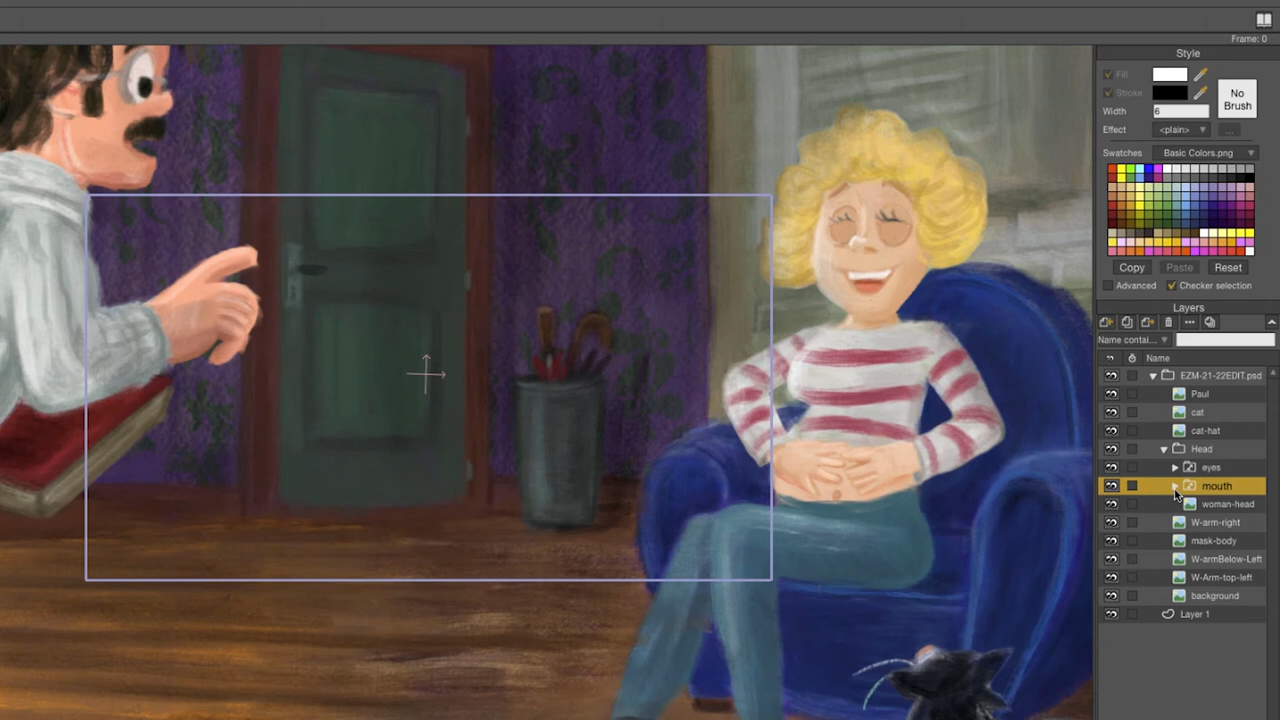 Frame: 0
Style
Fill
Stroke
No Brush
Width 6
Effect <plain> ...
Swatches Basic Colors.png
Copy Paste Reset
Advanced Checker selection
Layers
Name contai...
Name
EZM-21-22EDIT.psd
Paul
cat
cat-hat
Head
eyes
mouth
woman-head
W-arm-right
mask-body
W-armBelow-Left
W-Arm-top-left
background
Layer 1